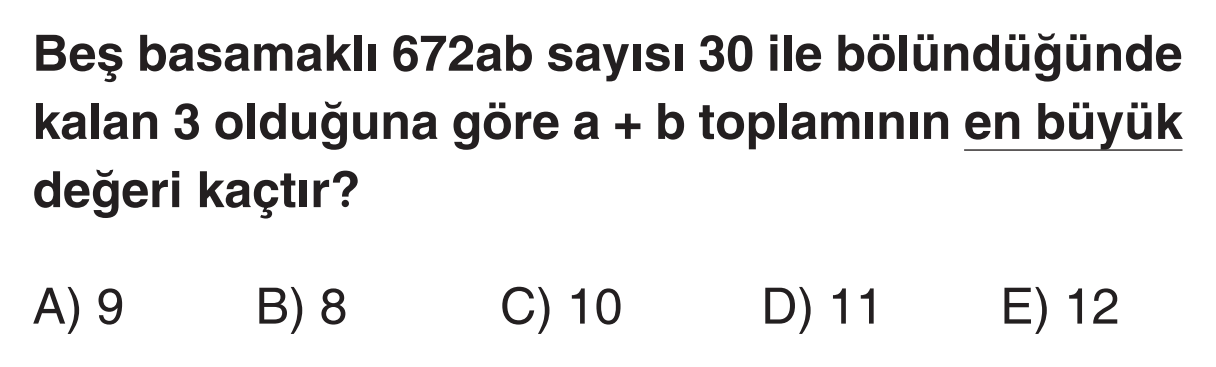 Beş basamaklı 672ab sayısı 30 ile bölündüğünde
kalan 3 olduğuna göre a + b toplamının en büyük
değeri kaçtır?
A) 9 B) 8 C) 10 D) 11 E) 12